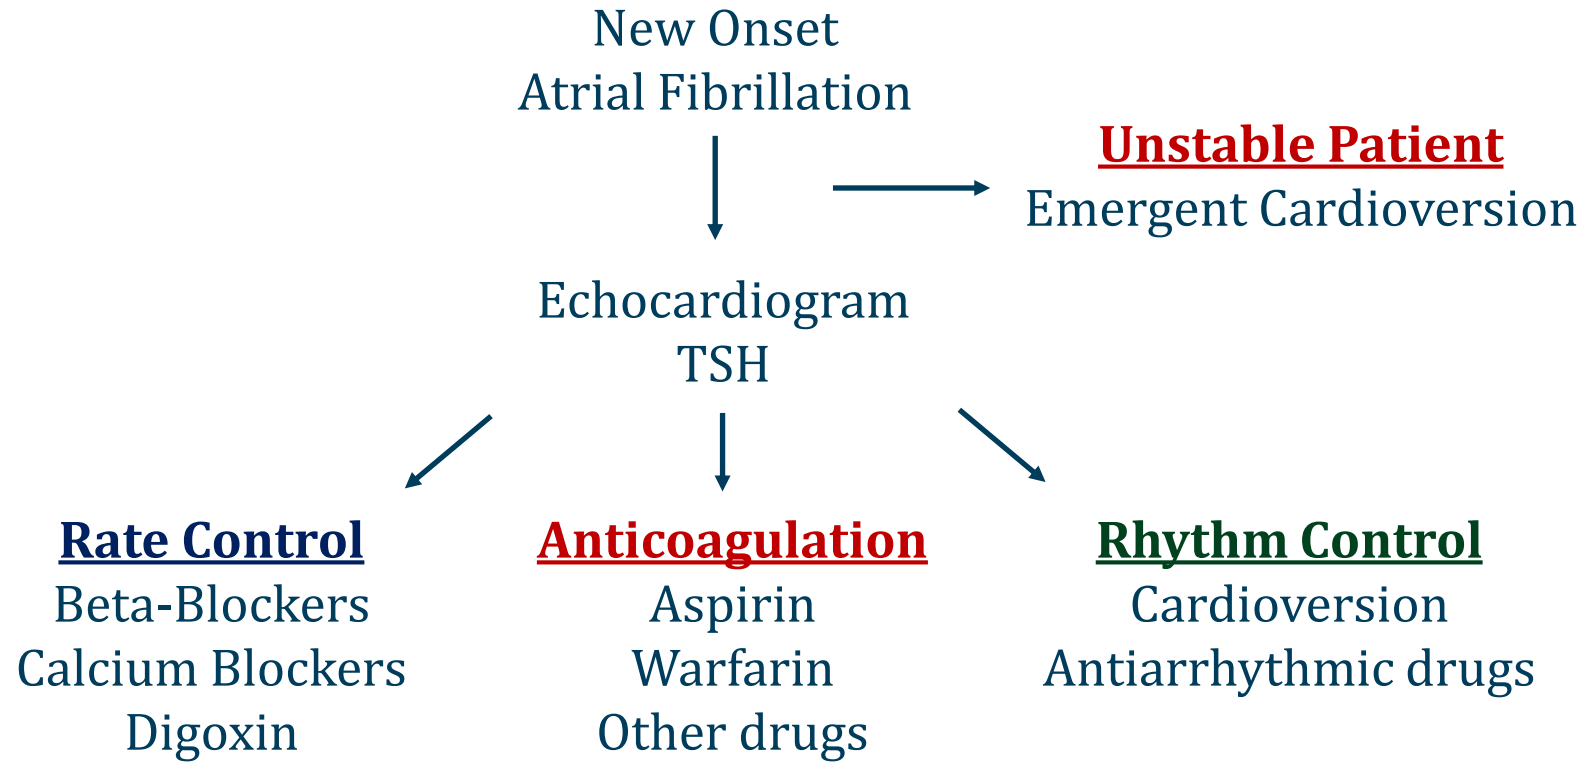 New Onset
Atrial Fibrillation
Unstable Patient
Emergent Cardioversion
Echocardiogram
TSH
Rate Control
Beta-Blockers
Calcium Blockers
Digoxin
Anticoagulation
Aspirin
Warfarin
Other drugs
Rhythm Control
Cardioversion
Antiarrhythmic drugs